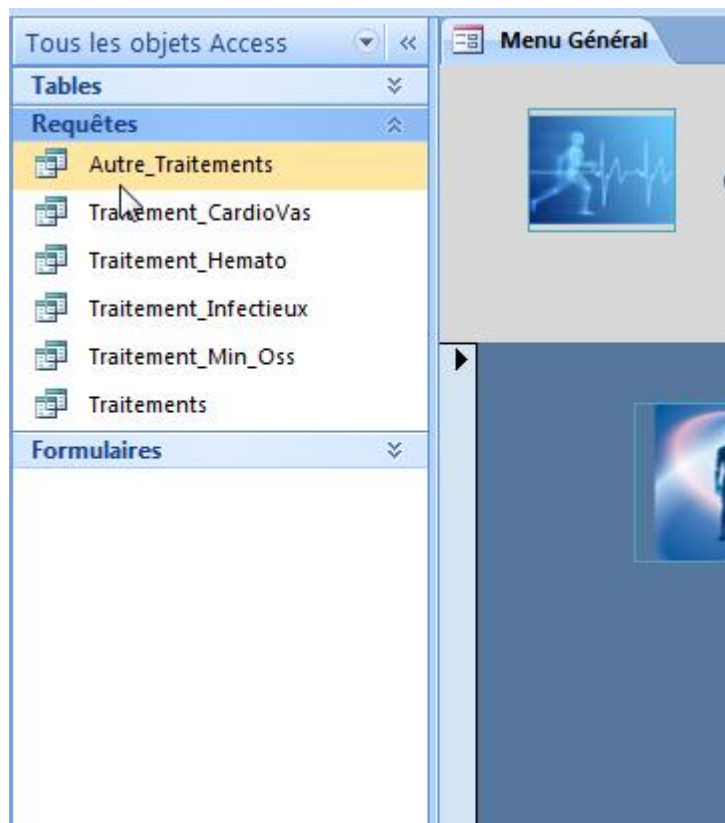 Tous les objets Access
Menu Général
Tables
Requêtes
Autre_Traitements
Traitement_CardioVas
Traitement_Hemato
Traitement_Infectieux
Traitement_Min_Oss
Traitements
Formulaires